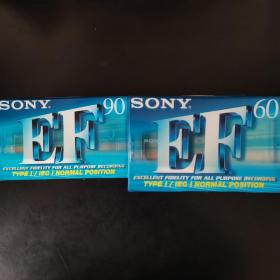 SONY
EF 90
EXCELLENT FIDELITY FOR ALL PURPOSE RECORDING
TYPE I / IEC I NORMAL POSITION
SONY
EF 60
EXCELLENT FIDELITY FOR ALL PURPOSE RECORDING
TYPE I / IEC I NORMAL POSITION